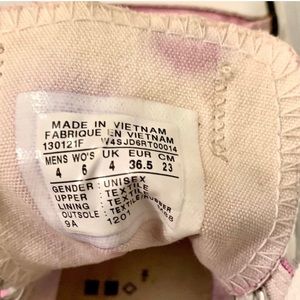 MADE IN VIETNAM
FABRIQUE EN VIETNAM
130121F W4SJD6RT00014
MENS WO'S UK EUR CM
4 6 4 36.5 23
GENDER : UNISEX
UPPER : TEXTILE
LINING : TEXTILE
OUTSOLE : TEXTILE/RUBBER
9A 1201